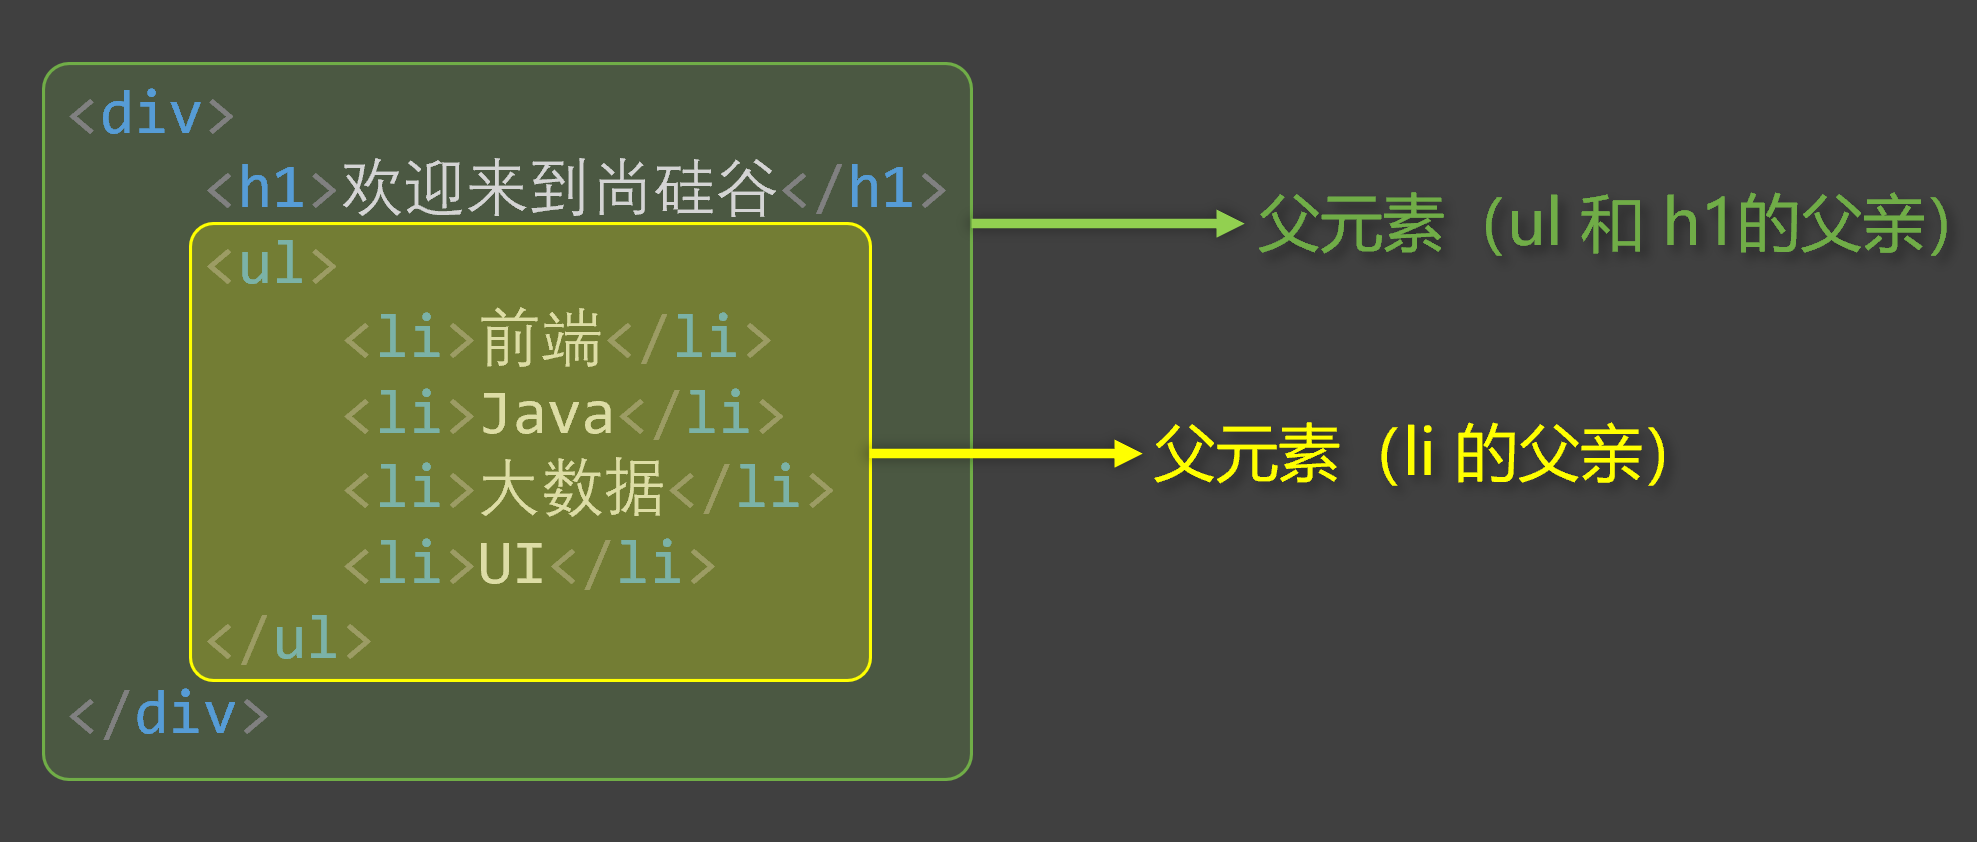 <div>
<h1>欢迎来到尚硅谷</h1>
<ul>
<li>前端</li>
<li>Java</li>
<li>大数据</li>
<li>UI</li>
</ul>
</div>
父元素（ul 和 h1的父亲）
父元素（li 的父亲）